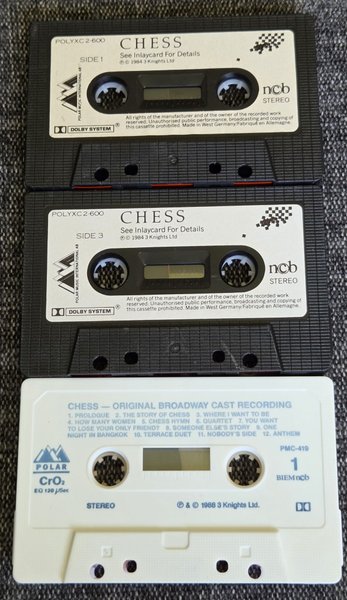 POLYXC 2-600
CHESS
SIDE 1
See Inlaycard For Details
℗ © 1984 3 Knights Ltd
POLAR MUSIC INTERNATIONAL AB
ncb
STEREO
DOLBY SYSTEM
All rights of the manufacturer and of the owner of the recorded work
reserved. Unauthorised public performance, broadcasting and copying of
this cassette prohibited. Made in West Germany/Fabriqué en Allemagne.
POLYXC 2-600
CHESS
SIDE 3
See Inlaycard For Details
℗ © 1984 3 Knights Ltd
POLAR MUSIC INTERNATIONAL AB
ncb
STEREO
DOLBY SYSTEM
All rights of the manufacturer and of the owner of the recorded work
reserved. Unauthorised public performance, broadcasting and copying of
this cassette prohibited. Made in West Germany/Fabriqué en Allemagne.
CHESS — ORIGINAL BROADWAY CAST RECORDING
1. PROLOGUE 2. THE STORY OF CHESS 3. WHERE I WANT TO BE
4. HOW MANY WOMEN 5. CHESS HYMN 6. QUARTET 7. YOU WANT
TO LOSE YOUR ONLY FRIEND? 8. SOMEONE ELSE'S STORY 9. ONE
NIGHT IN BANGKOK 10. TERRACE DUET 11. NOBODY'S SIDE 12. ANTHEM
POLAR
PMC-419
CrO2
EQ 120 µSec
1
BIEM ncb
STEREO
℗ & © 1988 3 Knights Ltd.